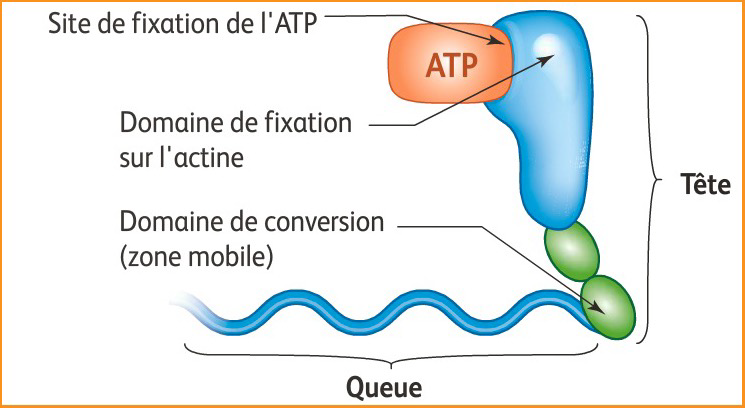 Site de fixation de l'ATP
ATP
Domaine de fixation
sur l'actine
Tête
Domaine de conversion
(zone mobile)
Queue